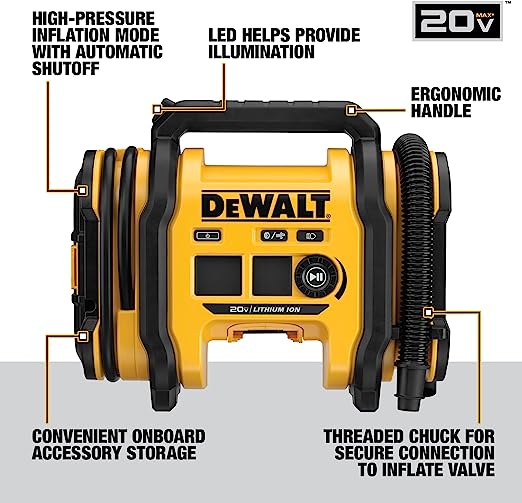 HIGH-PRESSURE
INFLATION MODE
WITH AUTOMATIC
SHUTOFF
LED HELPS PROVIDE
ILLUMINATION
20V MAX* ™
ERGONOMIC
HANDLE
DEWALT®
20V LITHIUM ION
CONVENIENT ONBOARD
ACCESSORY STORAGE
THREADED CHUCK FOR
SECURE CONNECTION
TO INFLATE VALVE